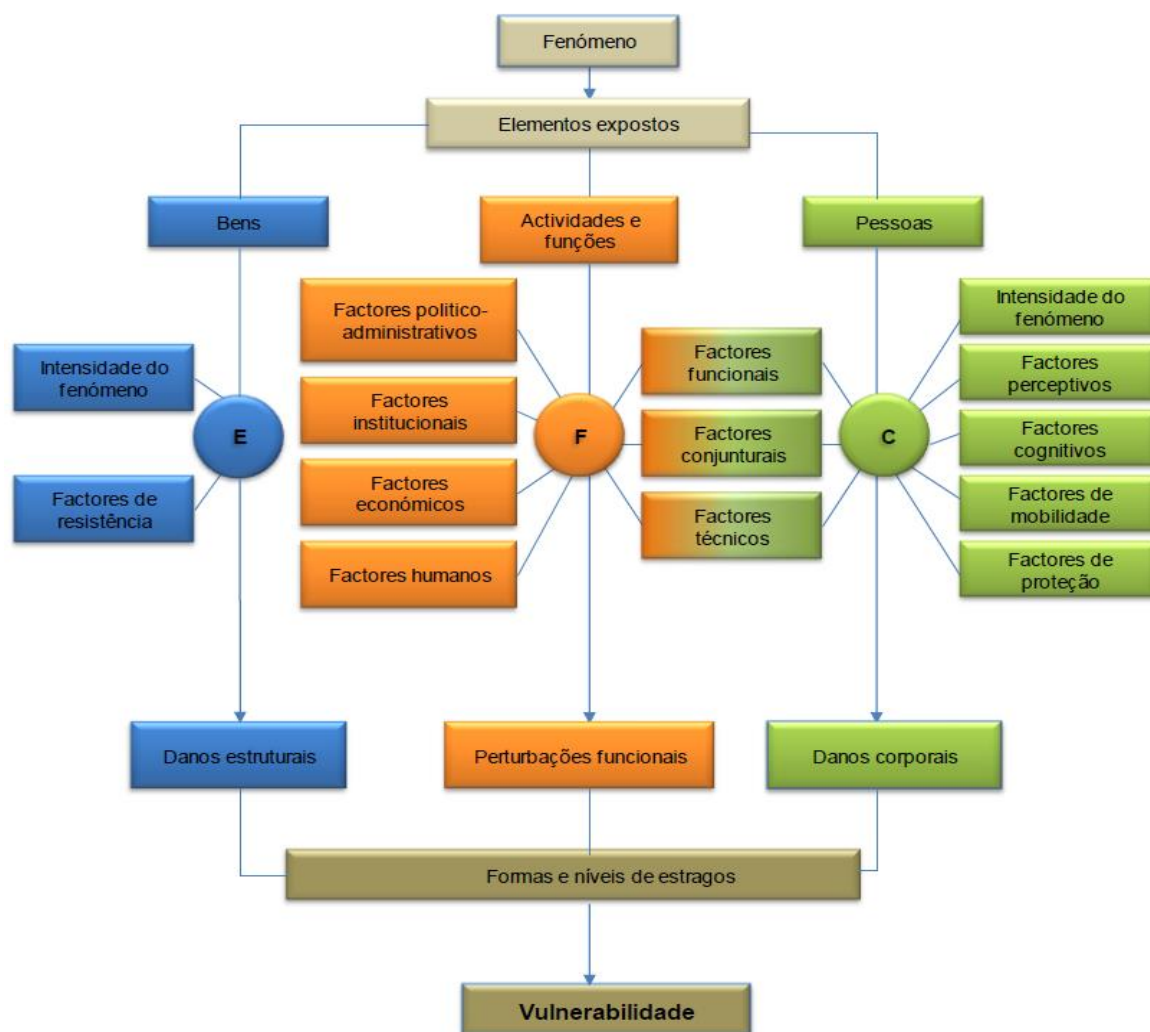 Fenómeno
Elementos expostos
Bens
Actividades e
funções
Pessoas
Intensidade do
fenómeno
Factores de
resistência
E
Factores politico-
administrativos
Factores
institucionais
Factores
económicos
Factores humanos
F
Factores
funcionais
Factores
conjunturais
Factores
técnicos
C
Intensidade do
fenómeno
Factores
perceptivos
Factores
cognitivos
Factores de
mobilidade
Factores de
proteção
Danos estruturais
Perturbações funcionais
Danos corporais
Formas e níveis de estragos
Vulnerabilidade